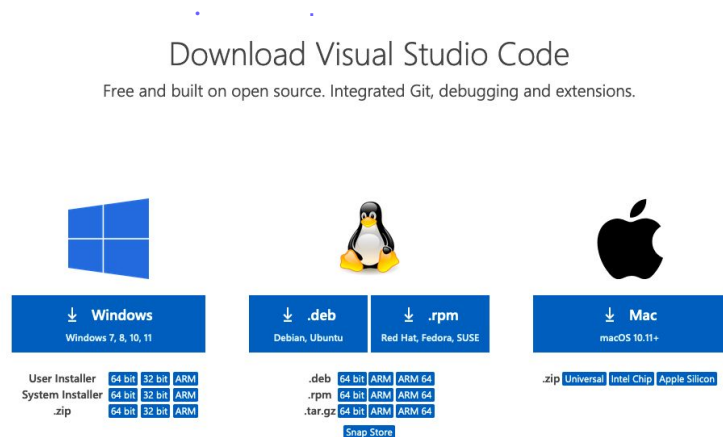 Download Visual Studio Code
Free and built on open source. Integrated Git, debugging and extensions.
Windows
Windows 7, 8, 10, 11
User Installer 64 bit 32 bit ARM
System Installer 64 bit 32 bit ARM
.zip 64 bit 32 bit ARM
.deb
Debian, Ubuntu
.rpm
Red Hat, Fedora, SUSE
.deb 64 bit ARM ARM 64
.rpm 64 bit ARM ARM 64
.tar.gz 64 bit ARM ARM 64
Snap Store
Mac
macOS 10.11+
.zip Universal Intel Chip Apple Silicon